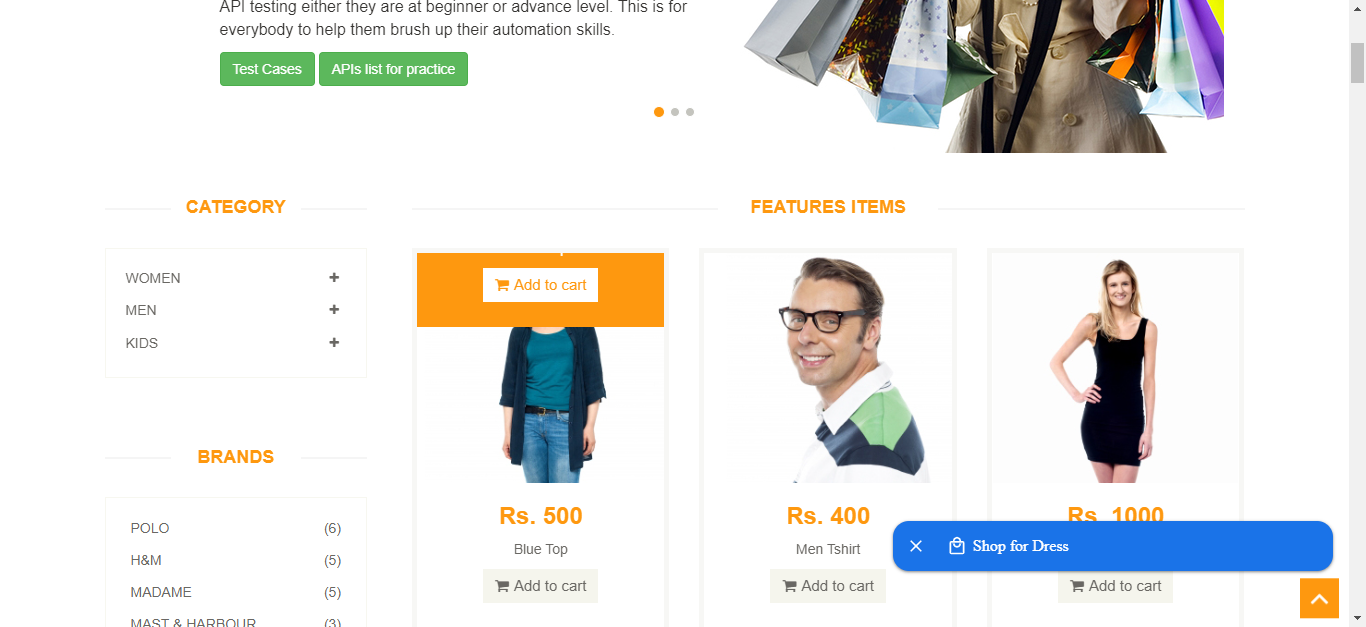 API testing either they are at beginner or advance level. This is for
everybody to help them brush up their automation skills.
Test Cases APIs list for practice
CATEGORY
WOMEN
MEN
KIDS
BRANDS
POLO (6)
H&M (5)
MADAME (5)
MAST & HARBOUR (3)
FEATURES ITEMS
Add to cart
Rs. 500
Blue Top
Add to cart
Rs. 400
Men Tshirt
Add to cart
Rs. 1000
Add to cart
Shop for Dress